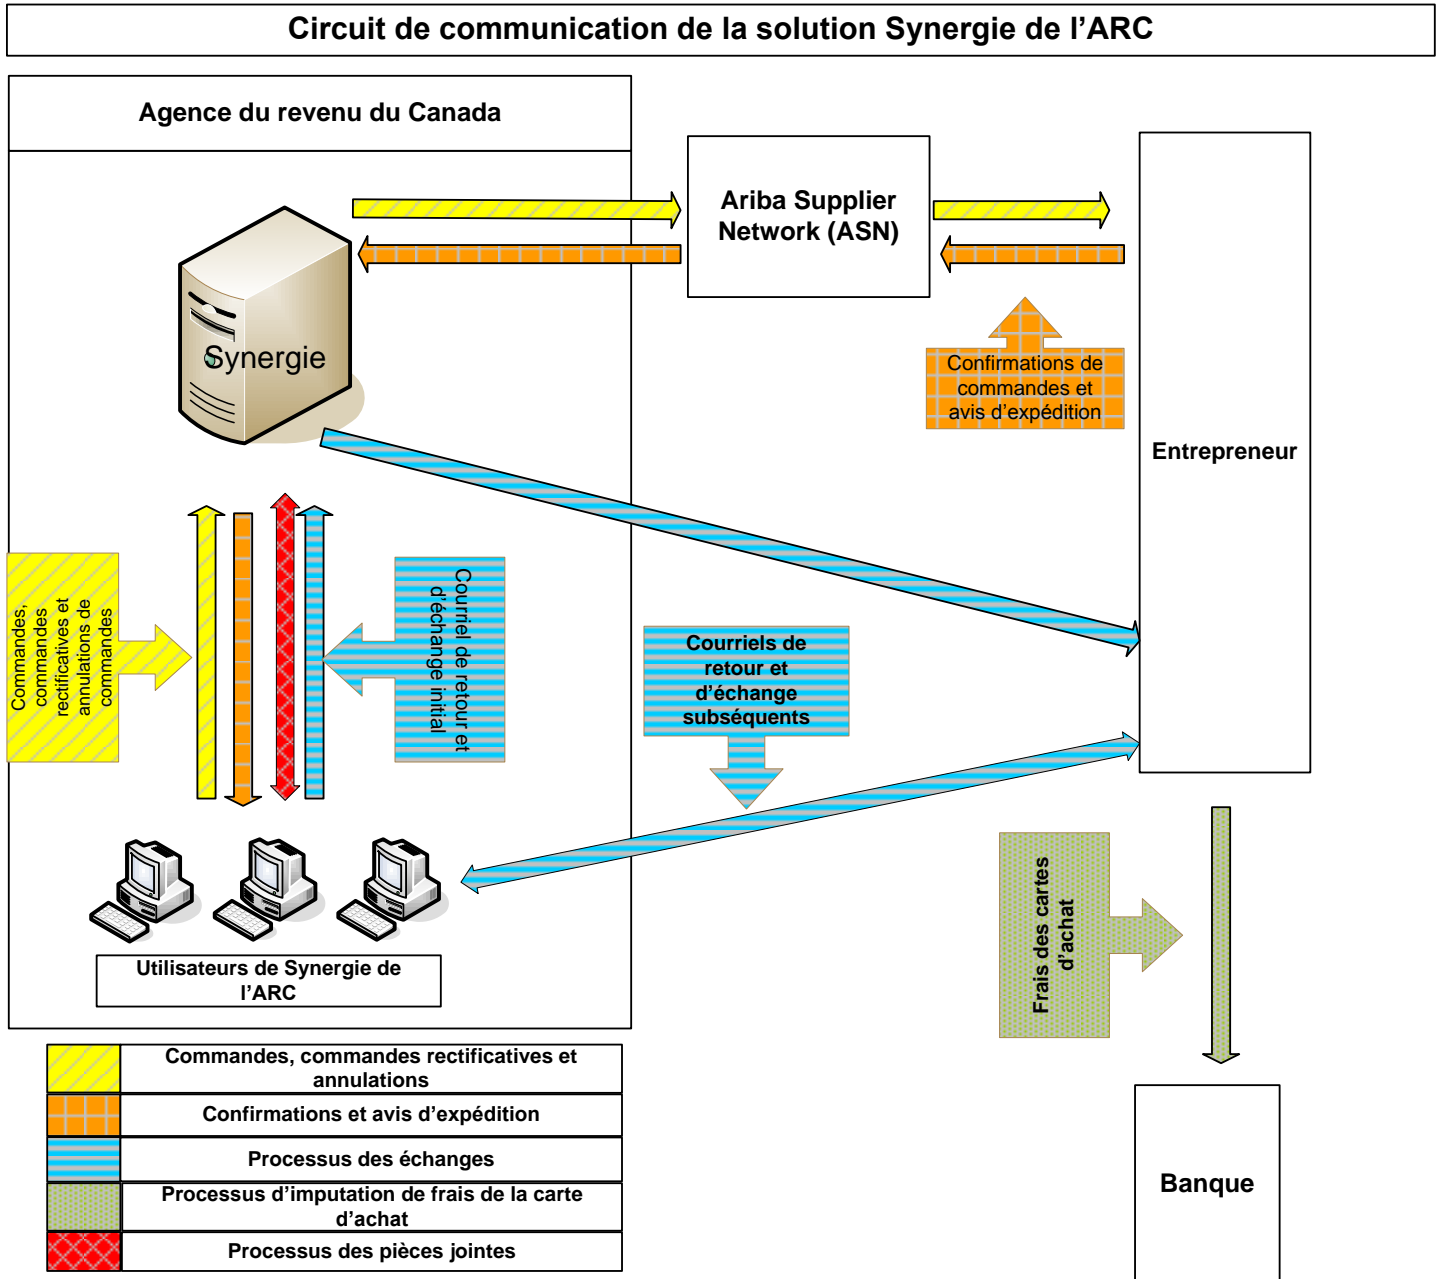 Circuit de communication de la solution Synergie de l’ARC
Agence du revenu du Canada
Ariba Supplier
Network (ASN)
Synergie
Confirmations de
commandes et
avis d’expédition
Entrepreneur
Commandes,
commandes
rectificatives et
annulations de
commandes
Courriel de retour et
d’échange initial
Courriels de
retour et
d’échange
subséquents
Frais des cartes
d’achat
Utilisateurs de Synergie de
l’ARC
Commandes, commandes rectificatives et
annulations
Confirmations et avis d’expédition
Processus des échanges
Processus d’imputation de frais de la carte
d’achat
Processus des pièces jointes
Banque